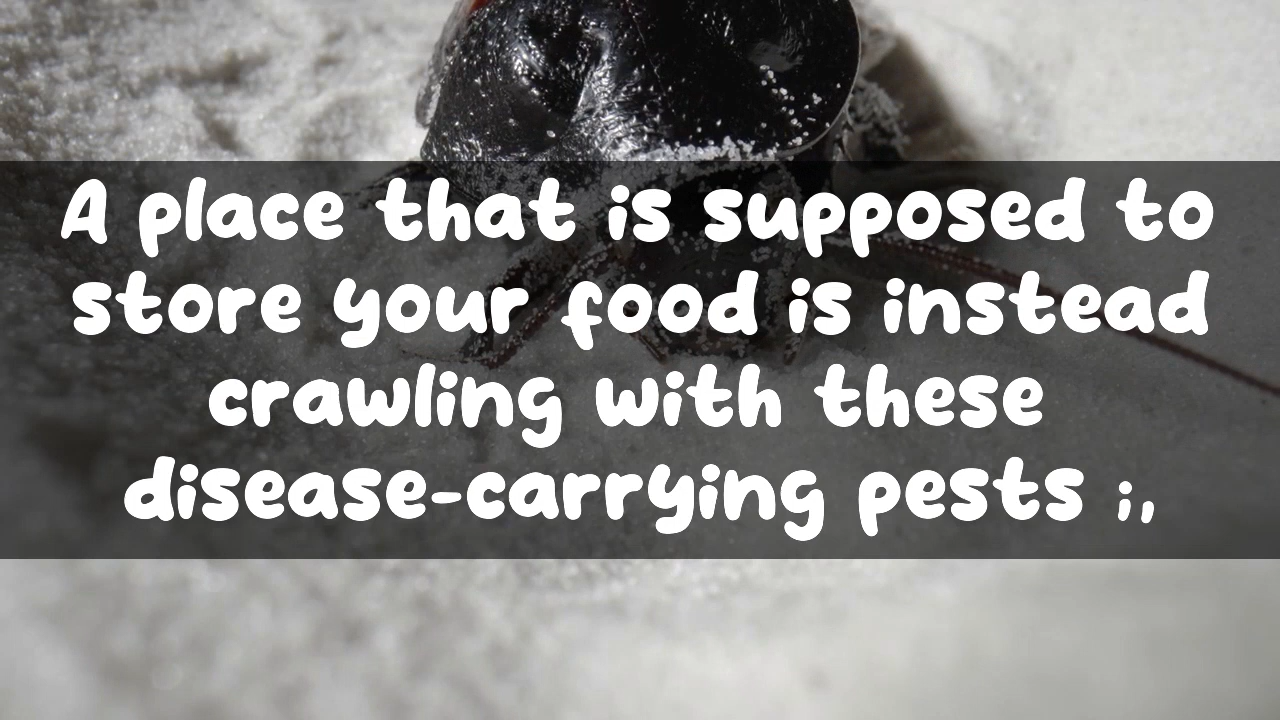 A place that is supposed to
store your food is instead
crawling with these
disease-carrying pests ;,